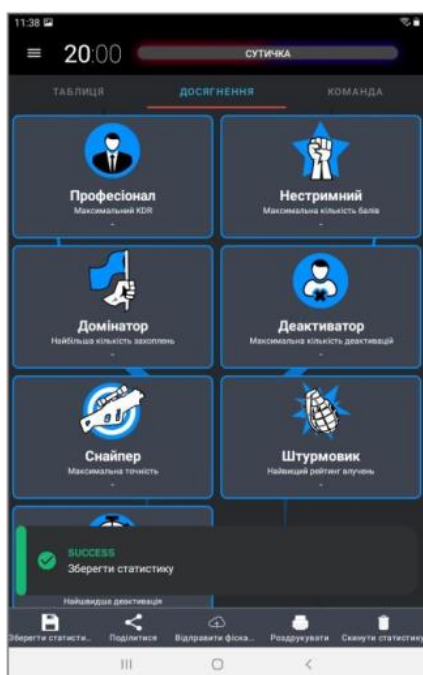 11:38
20:00 СУТИЧКА
ТАБЛИЦЯ ДОСЯГНЕННЯ КОМАНДА
Професіонал
Максимальний KDR
-
Нестримний
Максимальна кількість балів
-
Домінатор
Найбільша кількість захоплень
-
Деактиватор
Максимальна кількість деактивацій
-
Снайпер
Максимальна точність
-
Штурмовик
Найвищий рейтинг влучень
-
SUCCESS
Зберегти статистику
Найшвидше деактивація
Зберегти статисти... Поділитися Відправити фіска... Роздрукувати Скинути статистику